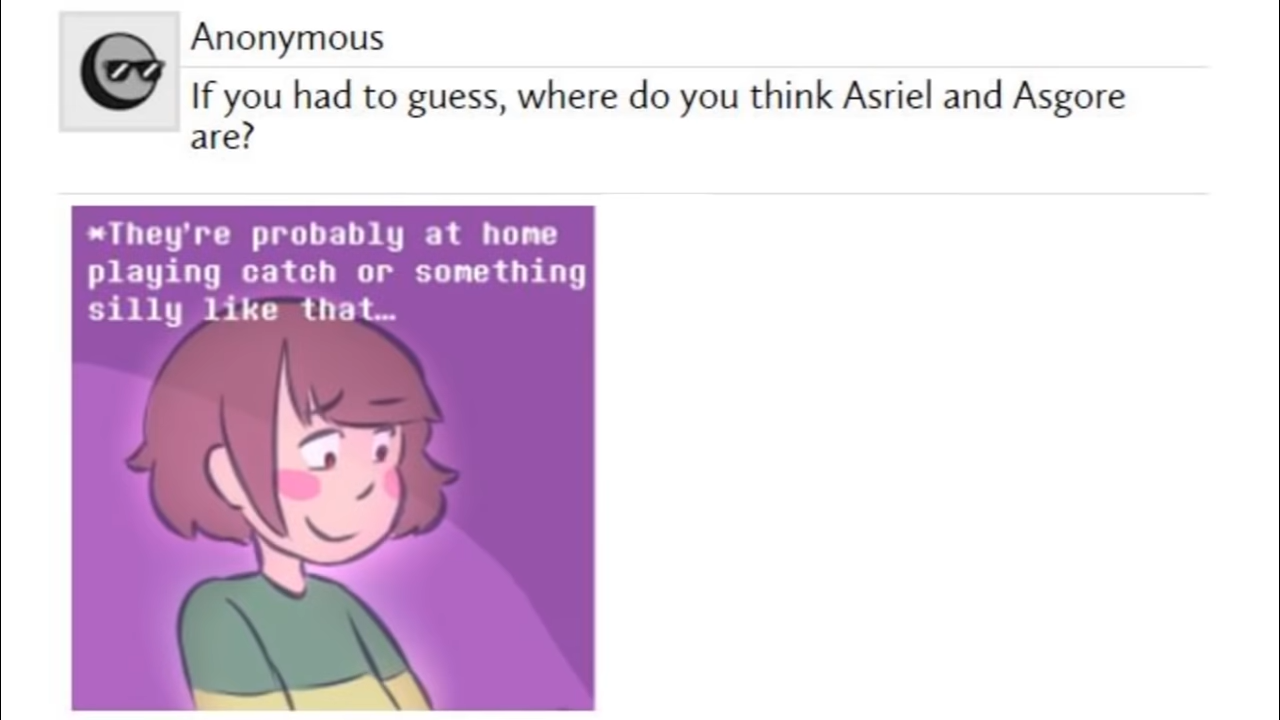 Anonymous
If you had to guess, where do you think Asriel and Asgore
are?
*They're probably at home
playing catch or something
silly like that…